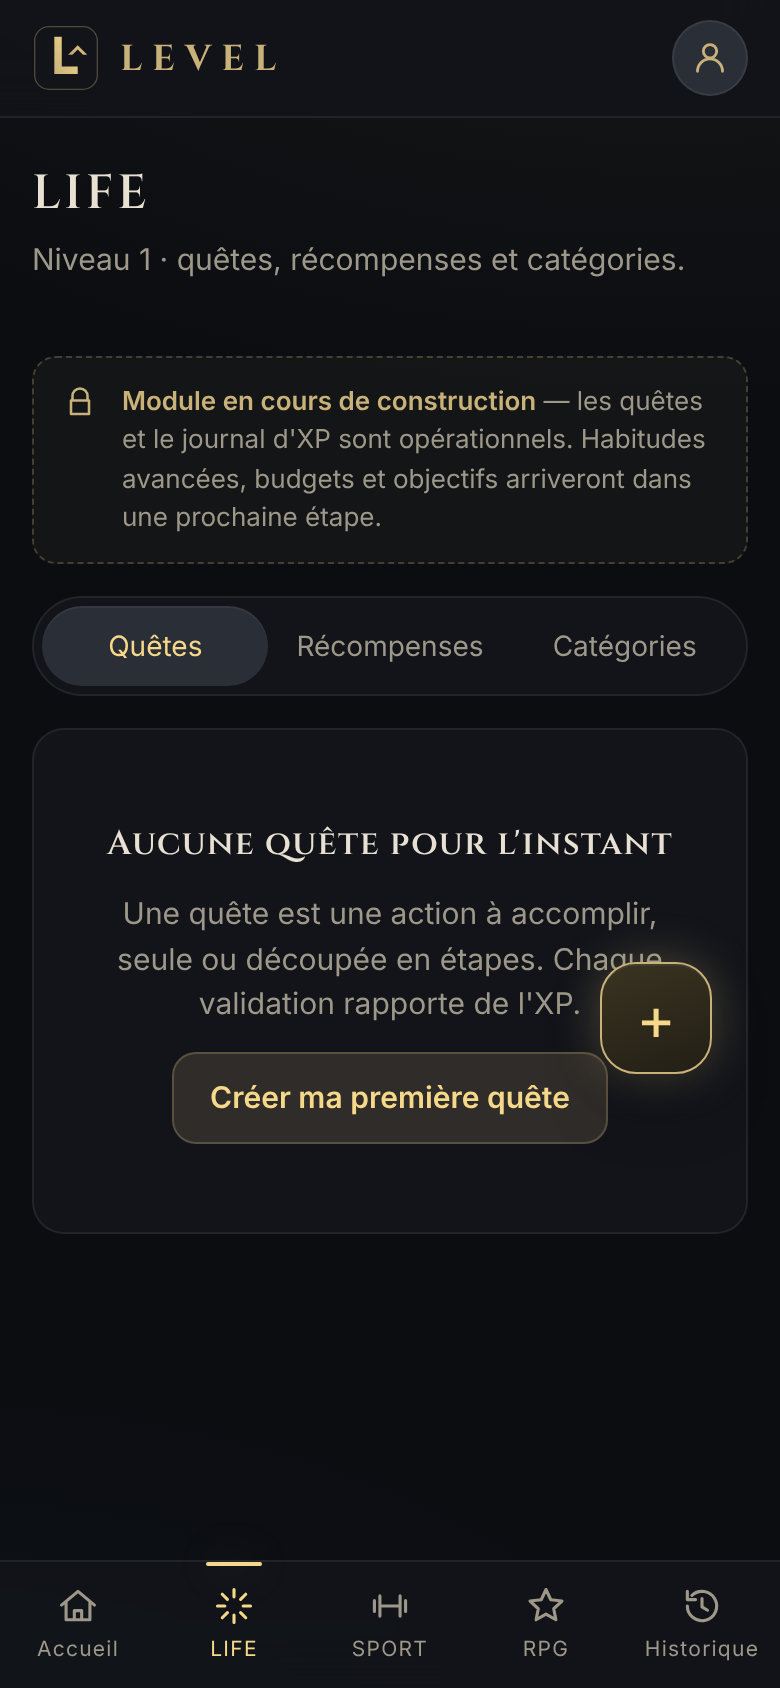 LEVEL
LIFE
Niveau 1 · quêtes, récompenses et catégories.
Module en cours de construction — les quêtes
et le journal d'XP sont opérationnels. Habitudes
avancées, budgets et objectifs arriveront dans
une prochaine étape.
Quêtes Récompenses Catégories
Aucune quête pour l'instant
Une quête est une action à accomplir,
seule ou découpée en étapes. Chaque
validation rapporte de l'XP.
+
Créer ma première quête
Accueil LIFE SPORT RPG Historique